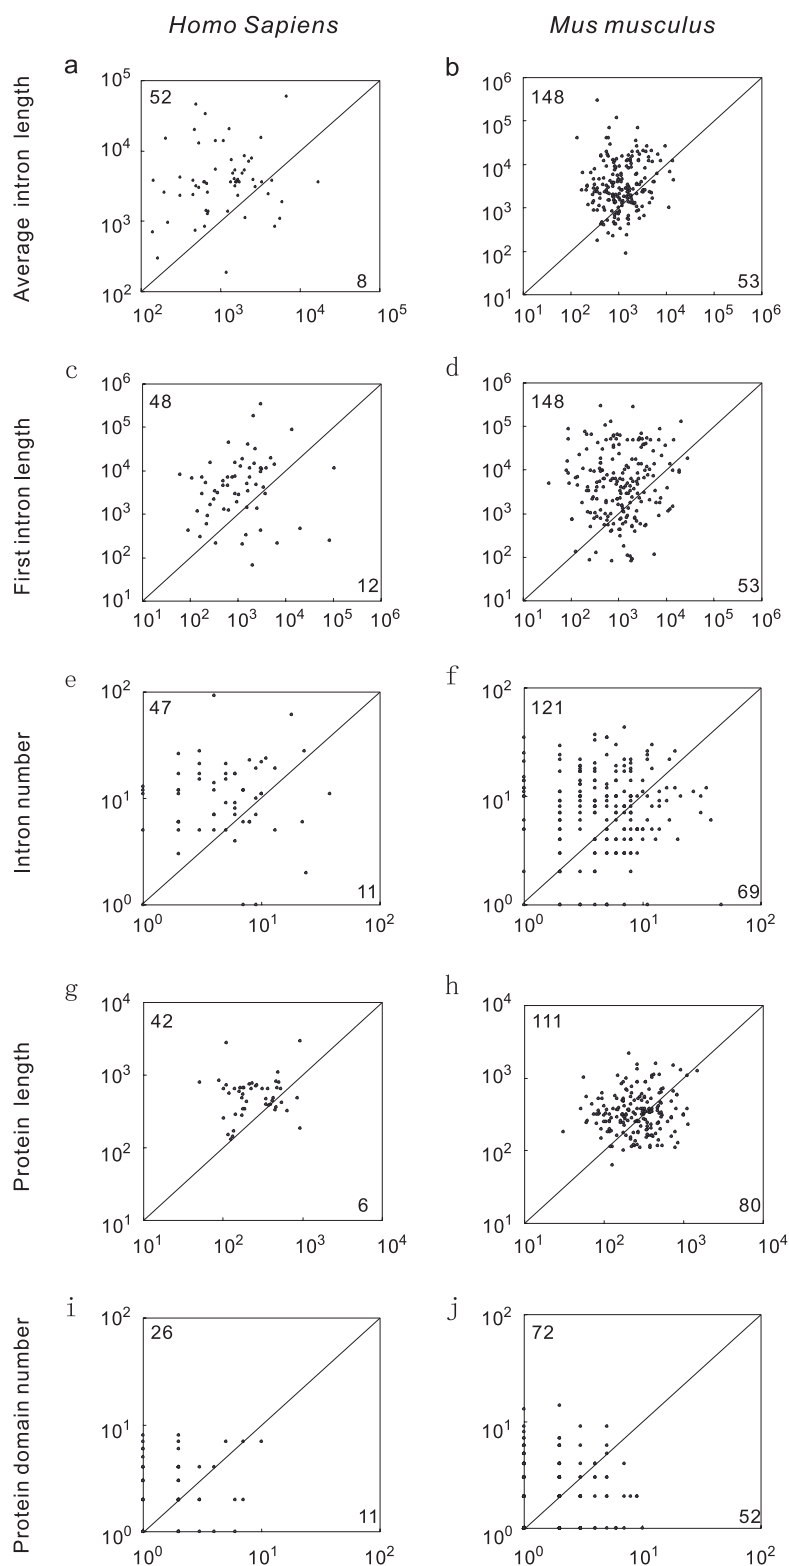 Homo Sapiens Mus musculus
a b
Average intron length
10^5 10^4 10^3 10^2
52
8
10^2 10^3 10^4 10^5
10^6 10^5 10^4 10^3 10^2 10^1
148
53
10^1 10^2 10^3 10^4 10^5 10^6
c d
First intron length
10^6 10^5 10^4 10^3 10^2 10^1
48
12
10^1 10^2 10^3 10^4 10^5 10^6
10^6 10^5 10^4 10^3 10^2 10^1
148
53
10^1 10^2 10^3 10^4 10^5 10^6
e f
Intron number
10^2 10^1 10^0
47
11
10^0 10^1 10^2
10^2 10^1 10^0
121
69
10^0 10^1 10^2
g h
Protein length
10^4 10^3 10^2 10^1
42
6
10^1 10^2 10^3 10^4
10^4 10^3 10^2 10^1
111
80
10^1 10^2 10^3 10^4
i j
Protein domain number
10^2 10^1 10^0
26
11
10^0 10^1 10^2
10^2 10^1 10^0
72
52
10^0 10^1 10^2